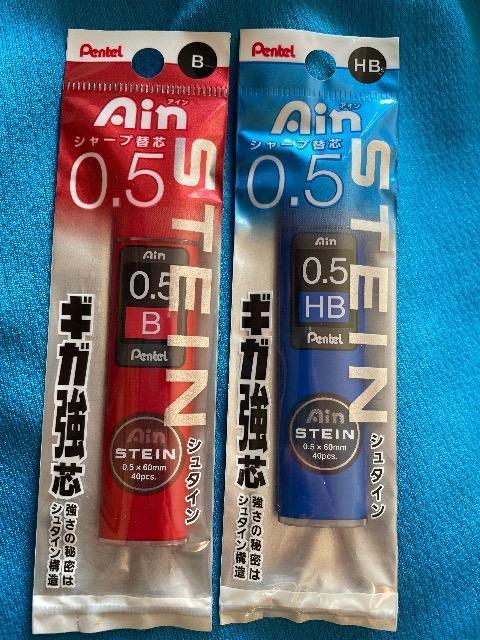 Pentel
B
Ain
アイン
シャープ替芯
0.5
STEIN
シュタイン
Ain
0.5
B
Pentel
Ain
STEIN
0.5×60mm
40pcs.
ギガ強芯
強さの秘密は
シュタイン構造
Pentel
HB
Ain
アイン
シャープ替芯
0.5
STEIN
シュタイン
Ain
0.5
HB
Pentel
Ain
STEIN
0.5×60mm
40pcs.
ギガ強芯
強さの秘密は
シュタイン構造